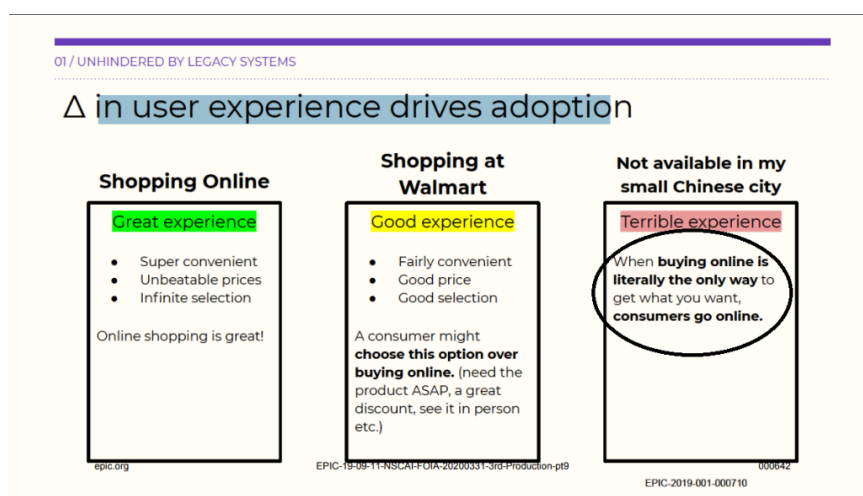 01 / UNHINDERED BY LEGACY SYSTEMS
Δ in user experience drives adoption
Shopping Online
Great experience
● Super convenient
● Unbeatable prices
● Infinite selection
Online shopping is great!
Shopping at
Walmart
Good experience
● Fairly convenient
● Good price
● Good selection
A consumer might
choose this option over
buying online. (need the
product ASAP, a great
discount, see it in person
etc.)
Not available in my
small Chinese city
Terrible experience
When buying online is
literally the only way to
get what you want,
consumers go online.
epic.org
EPIC-19-09-11-NSCAI-FOIA-20200331-3rd-Production-pt9
000642
EPIC-2019-001-000710